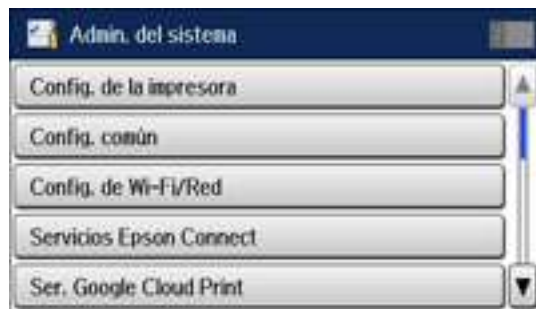 Admin. del sistema
Config. de la impresora
Config. común
Config. de Wi-Fi/Red
Servicios Epson Connect
Ser. Google Cloud Print